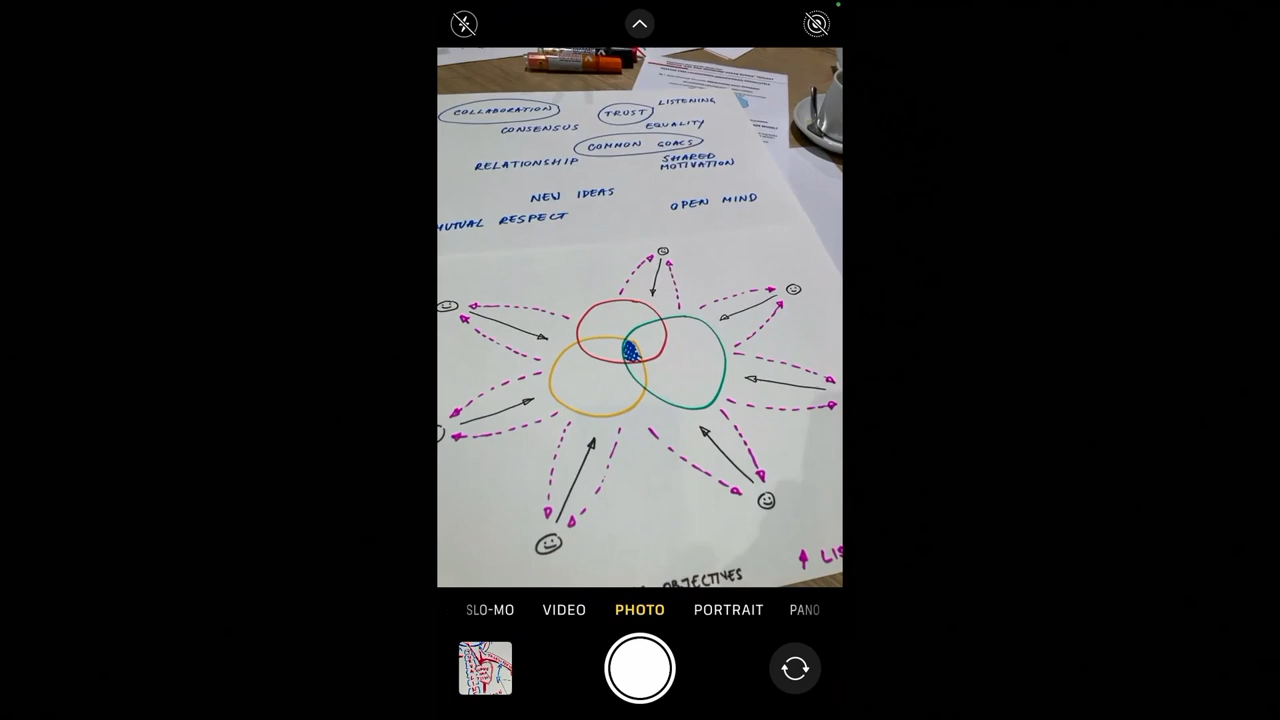 COLLABORATION
TRUST
LISTENING
CONSENSUS
EQUALITY
COMMON GOALS
RELATIONSHIP
SHARED
MOTIVATION
NEW IDEAS
OPEN MIND
MUTUAL RESPECT
OBJECTIVES
SLO-MO
VIDEO
PHOTO
PORTRAIT
PANO